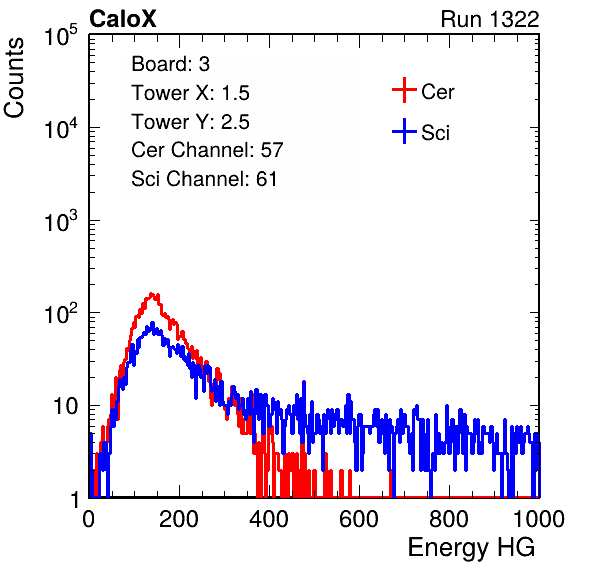 CaloX Run 1322
Counts
10^5
10^4
10^3
10^2
10
1
Board: 3
Tower X: 1.5
Tower Y: 2.5
Cer Channel: 57
Sci Channel: 61
Cer
Sci
0 200 400 600 800 1000
Energy HG